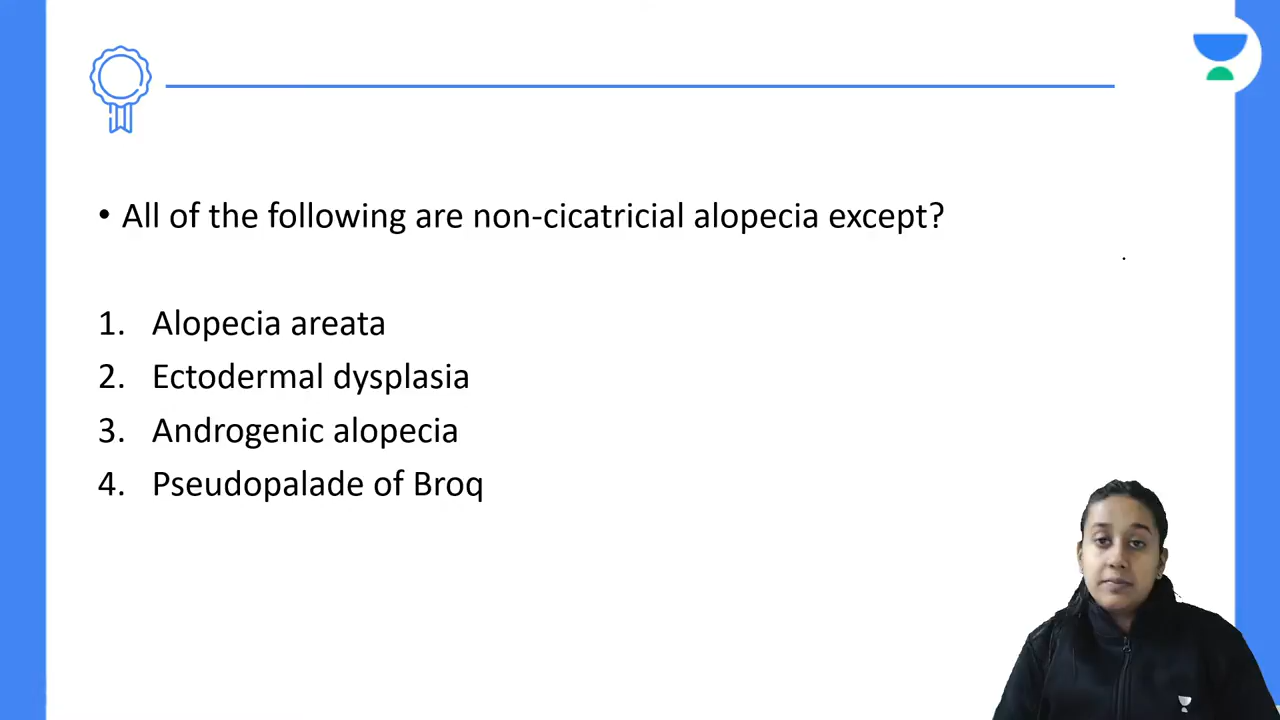 • All of the following are non-cicatricial alopecia except?
1. Alopecia areata
2. Ectodermal dysplasia
3. Androgenic alopecia
4. Pseudopalade of Broq